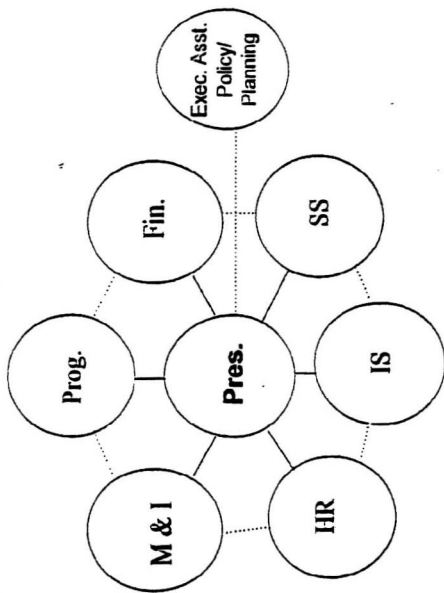 Prog.
M & I
Fin.
Exec. Asst.
Policy/
Planning
Pres.
HR
SS
IS